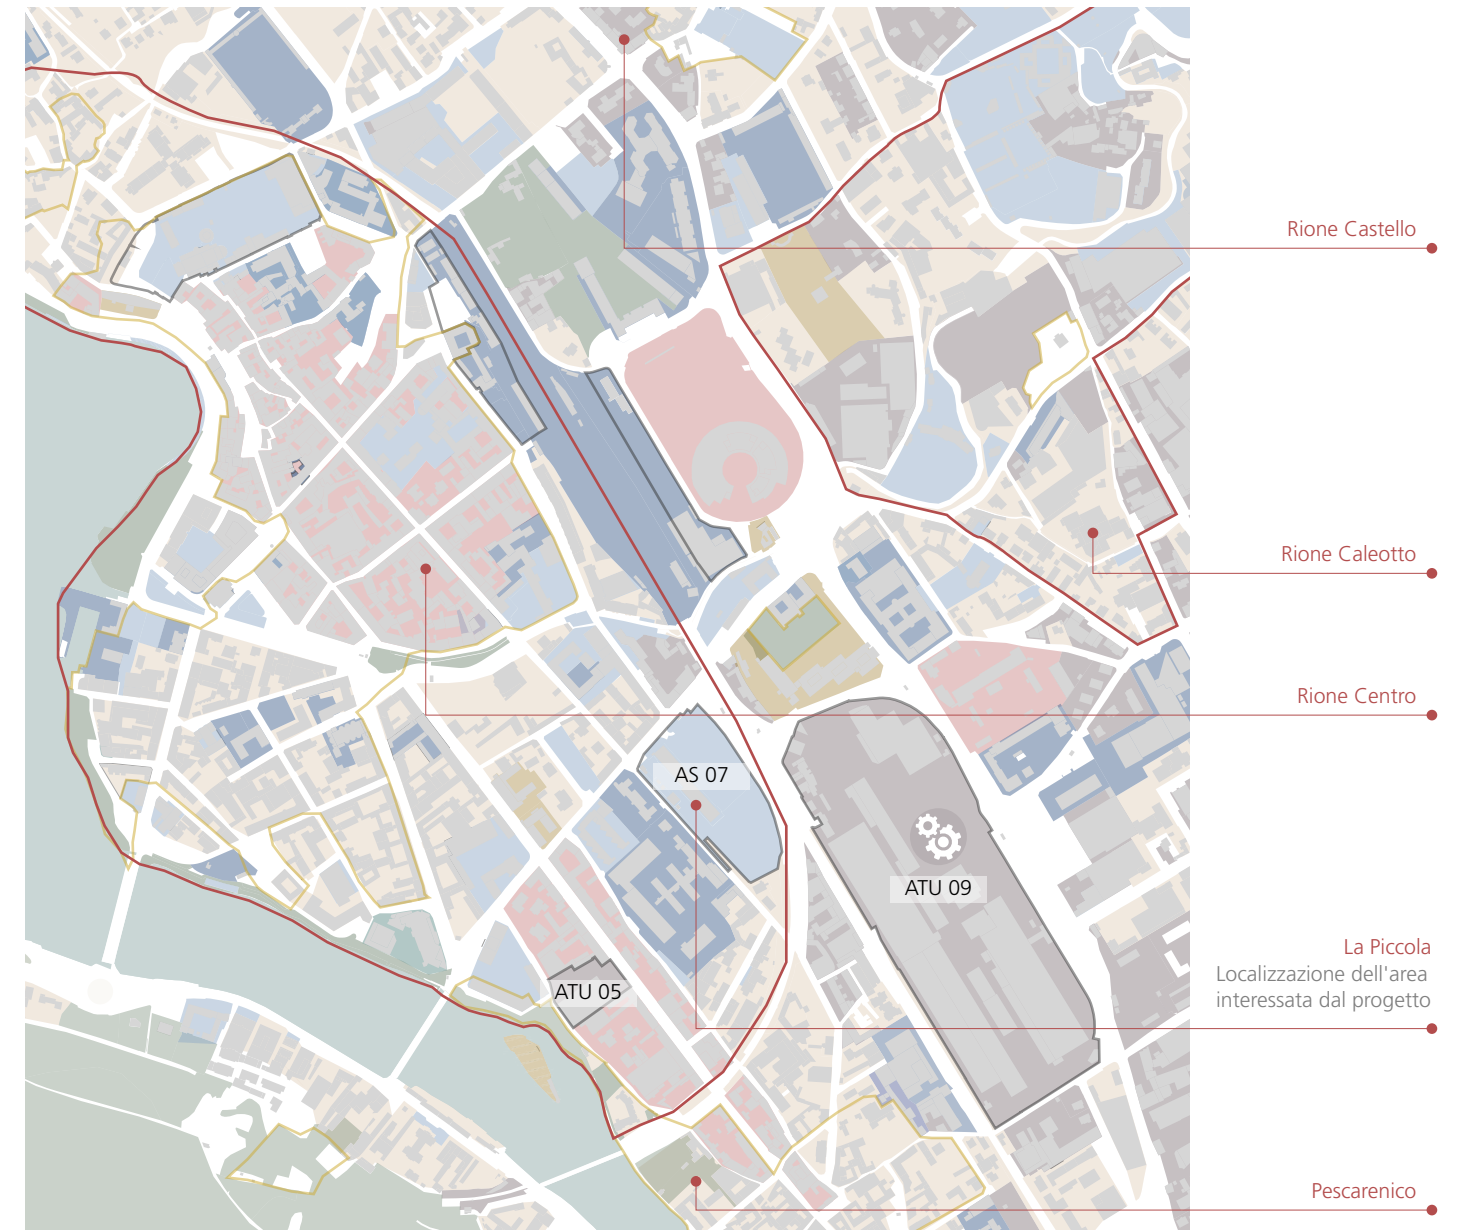 Rione Castello
Rione Caleotto
Rione Centro
AS 07
ATU 09
La Piccola
Localizzazione dell'area
interessata dal progetto
ATU 05
Pescarenico